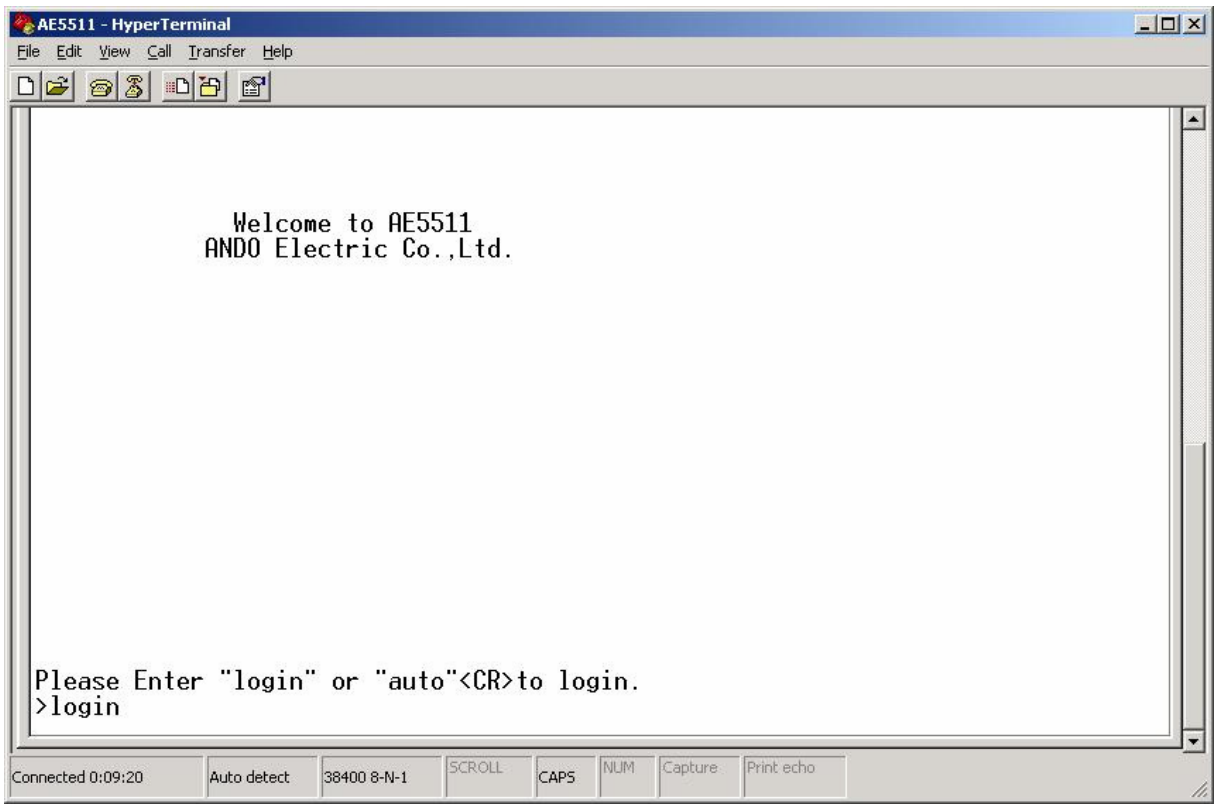 AE5511 - HyperTerminal
File Edit View Call Transfer Help
Welcome to AE5511
ANDO Electric Co.,Ltd.
Please Enter "login" or "auto"<CR>to login.
>login
Connected 0:09:20 Auto detect 38400 8-N-1 SCROLL CAPS NUM Capture Print echo